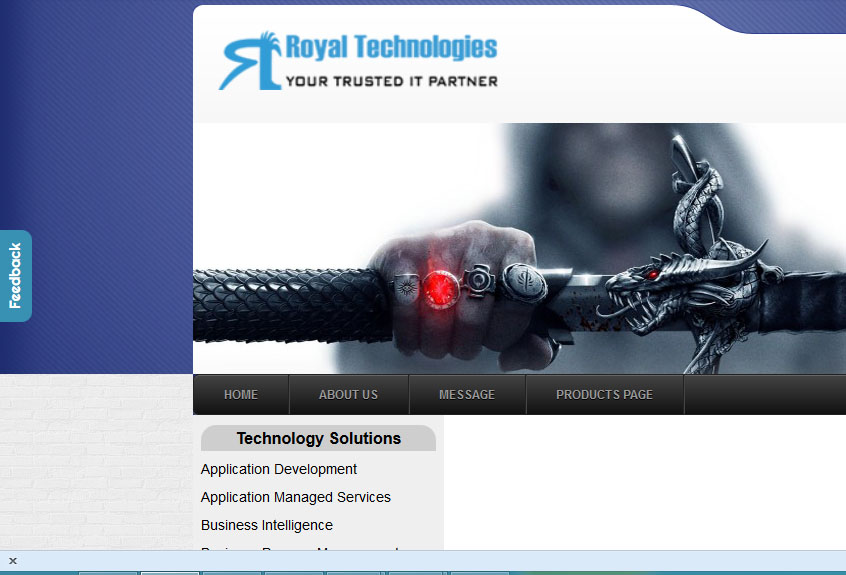 Royal Technologies
YOUR TRUSTED IT PARTNER
Feedback
HOME
ABOUT US
MESSAGE
PRODUCTS PAGE
Technology Solutions
Application Development
Application Managed Services
Business Intelligence
x